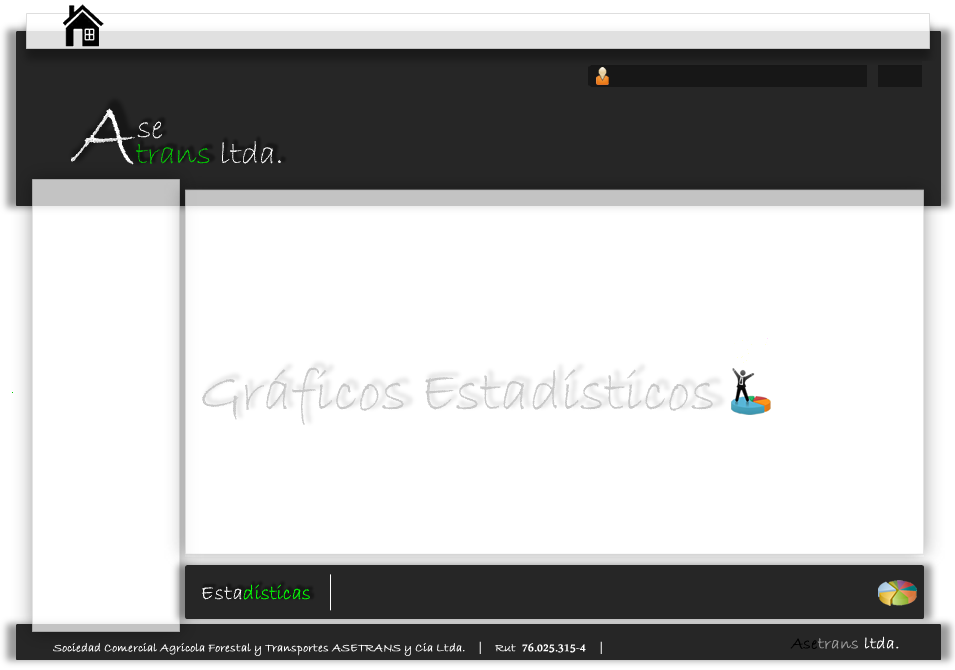 Ase
trans ltda.
Gráficos Estadísticos
Estadísticas
Sociedad Comercial Agrícola Forestal y Transportes ASETRANS y Cía Ltda. | Rut 76.025.315-4 |
Asetrans ltda.